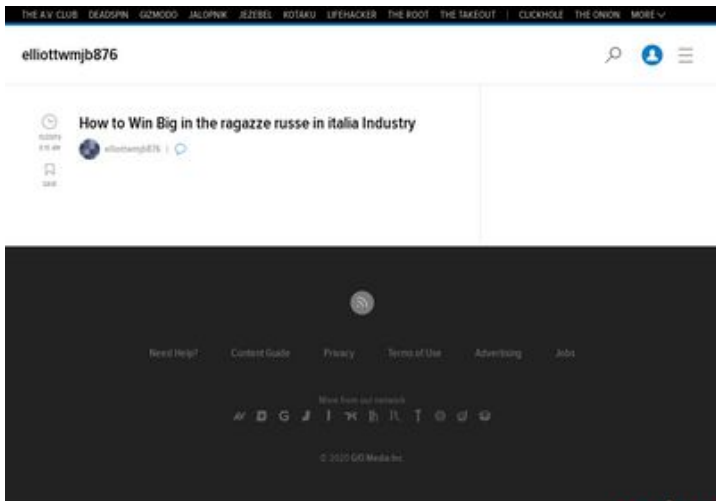 THE A.V. CLUB DEADSPIN GIZMODO JALOPNIK JEZEBEL KOTAKU LIFEHACKER THE ROOT THE TAKEOUT | CLICKHOLE THE ONION MORE
elliottwmjb876
How to Win Big in the ragazze russe in italia Industry
elliottwmjb876 |
Need Help? Content Guide Privacy Terms of Use Advertising Jobs
More from our network
© 2020 G/O Media Inc.